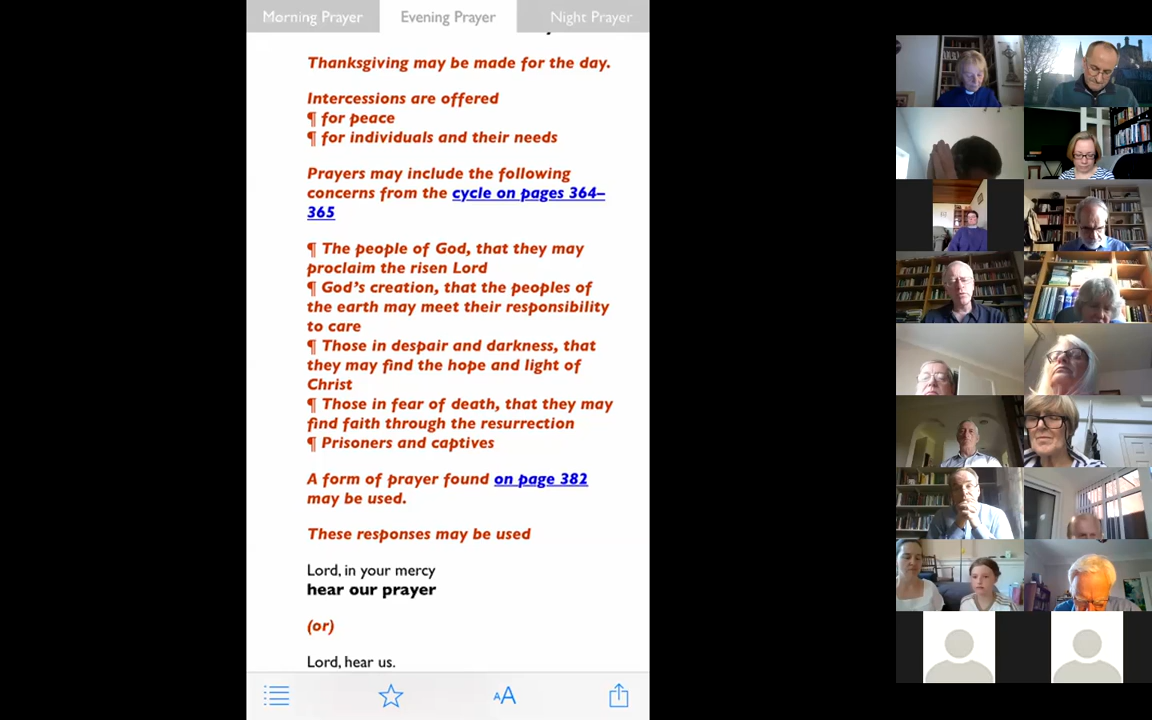 Morning Prayer
Evening Prayer
Night Prayer
Thanksgiving may be made for the day.
Intercessions are offered
¶ for peace
¶ for individuals and their needs
Prayers may include the following
concerns from the cycle on pages 364–
365
¶ The people of God, that they may
proclaim the risen Lord
¶ God’s creation, that the peoples of
the earth may meet their responsibility
to care
¶ Those in despair and darkness, that
they may find the hope and light of
Christ
¶ Those in fear of death, that they may
find faith through the resurrection
¶ Prisoners and captives
A form of prayer found on page 382
may be used.
These responses may be used
Lord, in your mercy
hear our prayer
(or)
Lord, hear us.
AA